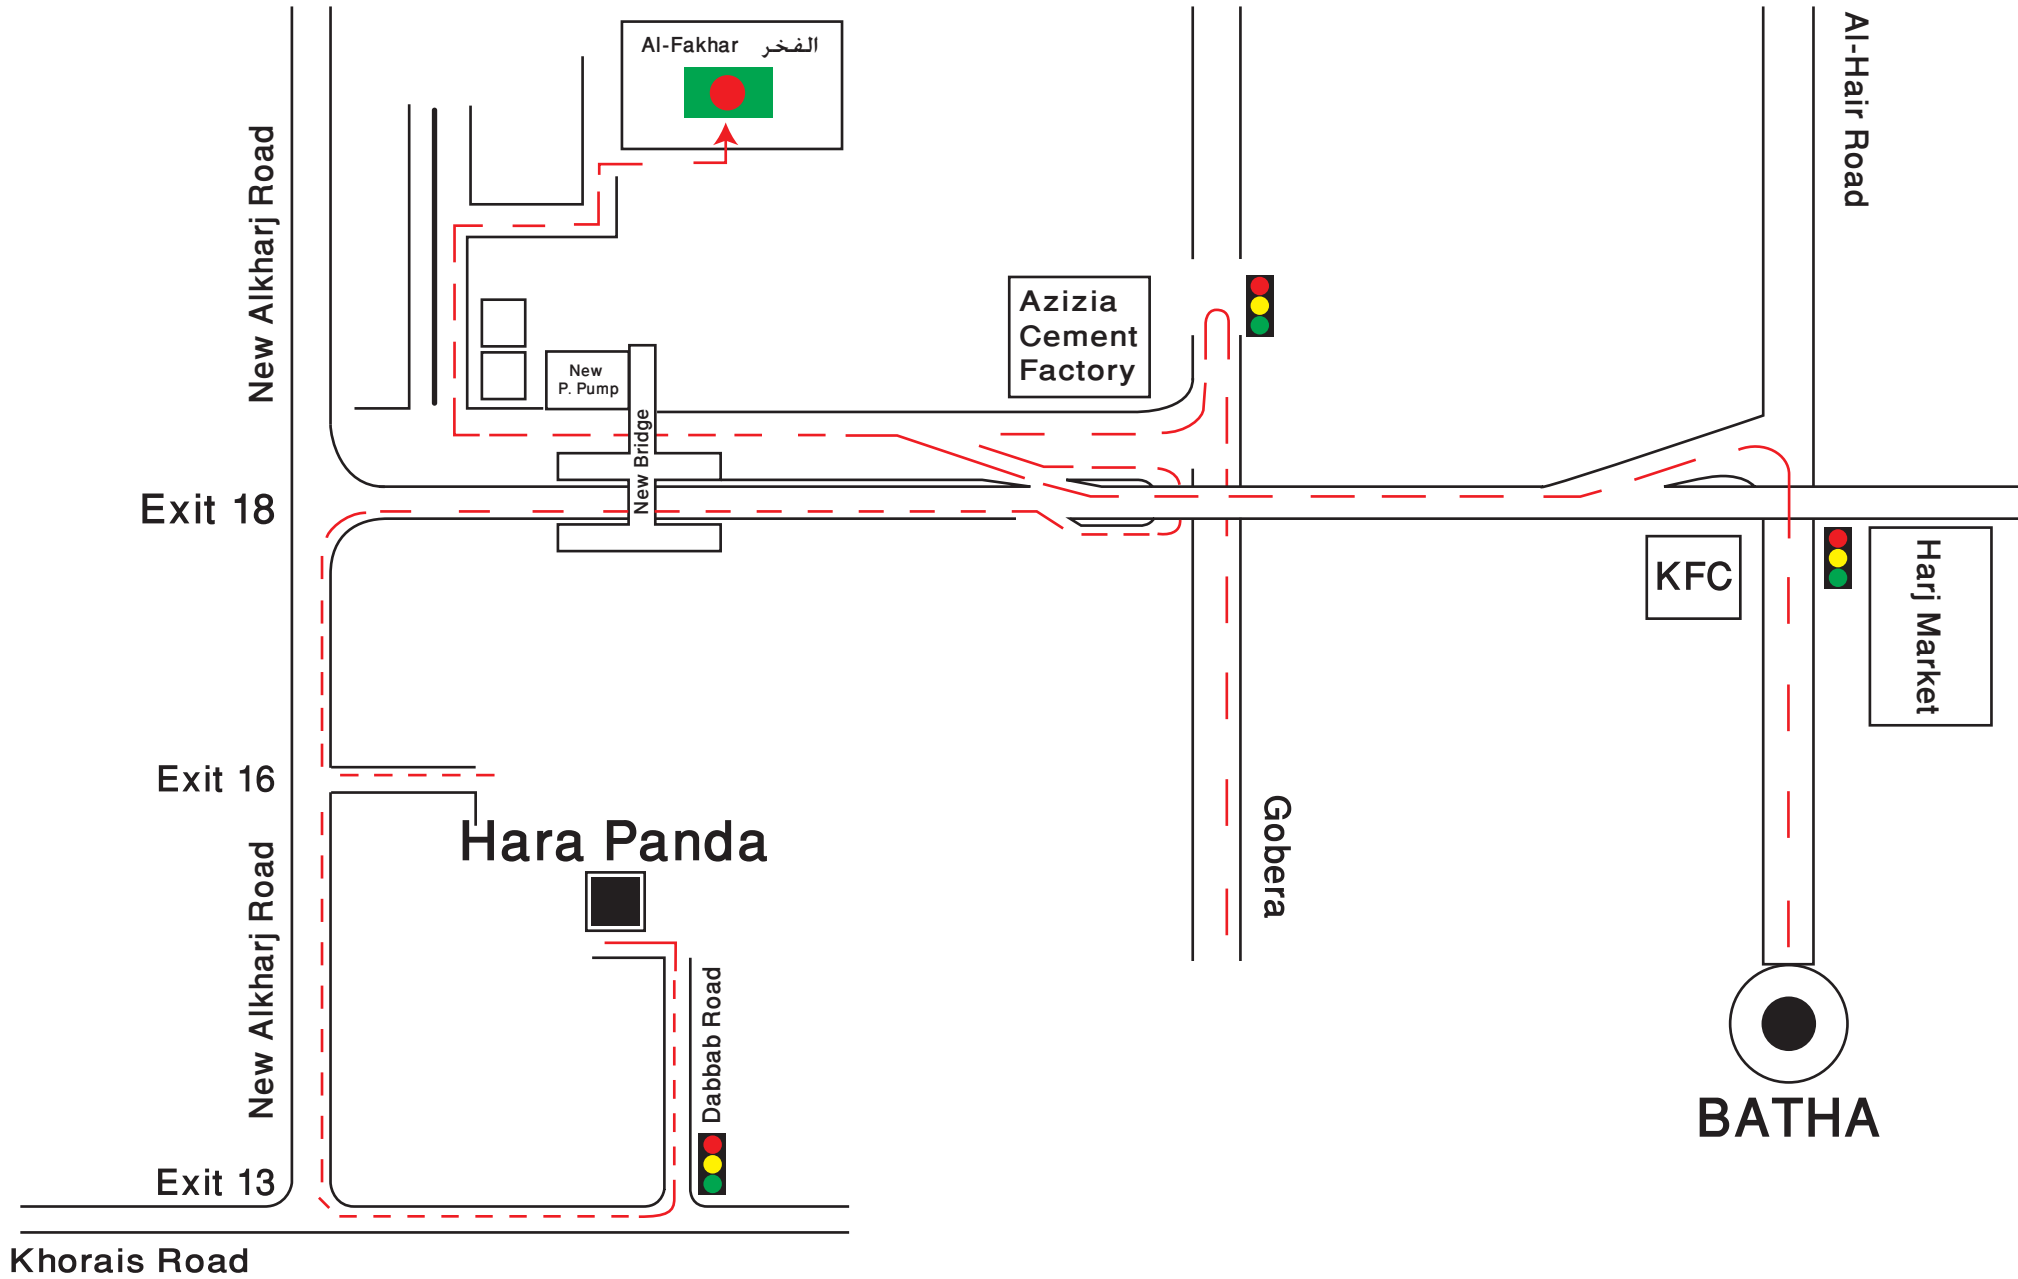 Al-Fakhar الفخر
Al-Hair Road
New Alkharj Road
Azizia
Cement
Factory
New
P. Pump
New Bridge
Exit 18
KFC
Harj Market
Exit 16
Hara Panda
Gobera
New Alkharj Road
Dabbab Road
BATHA
Exit 13
Khorais Road